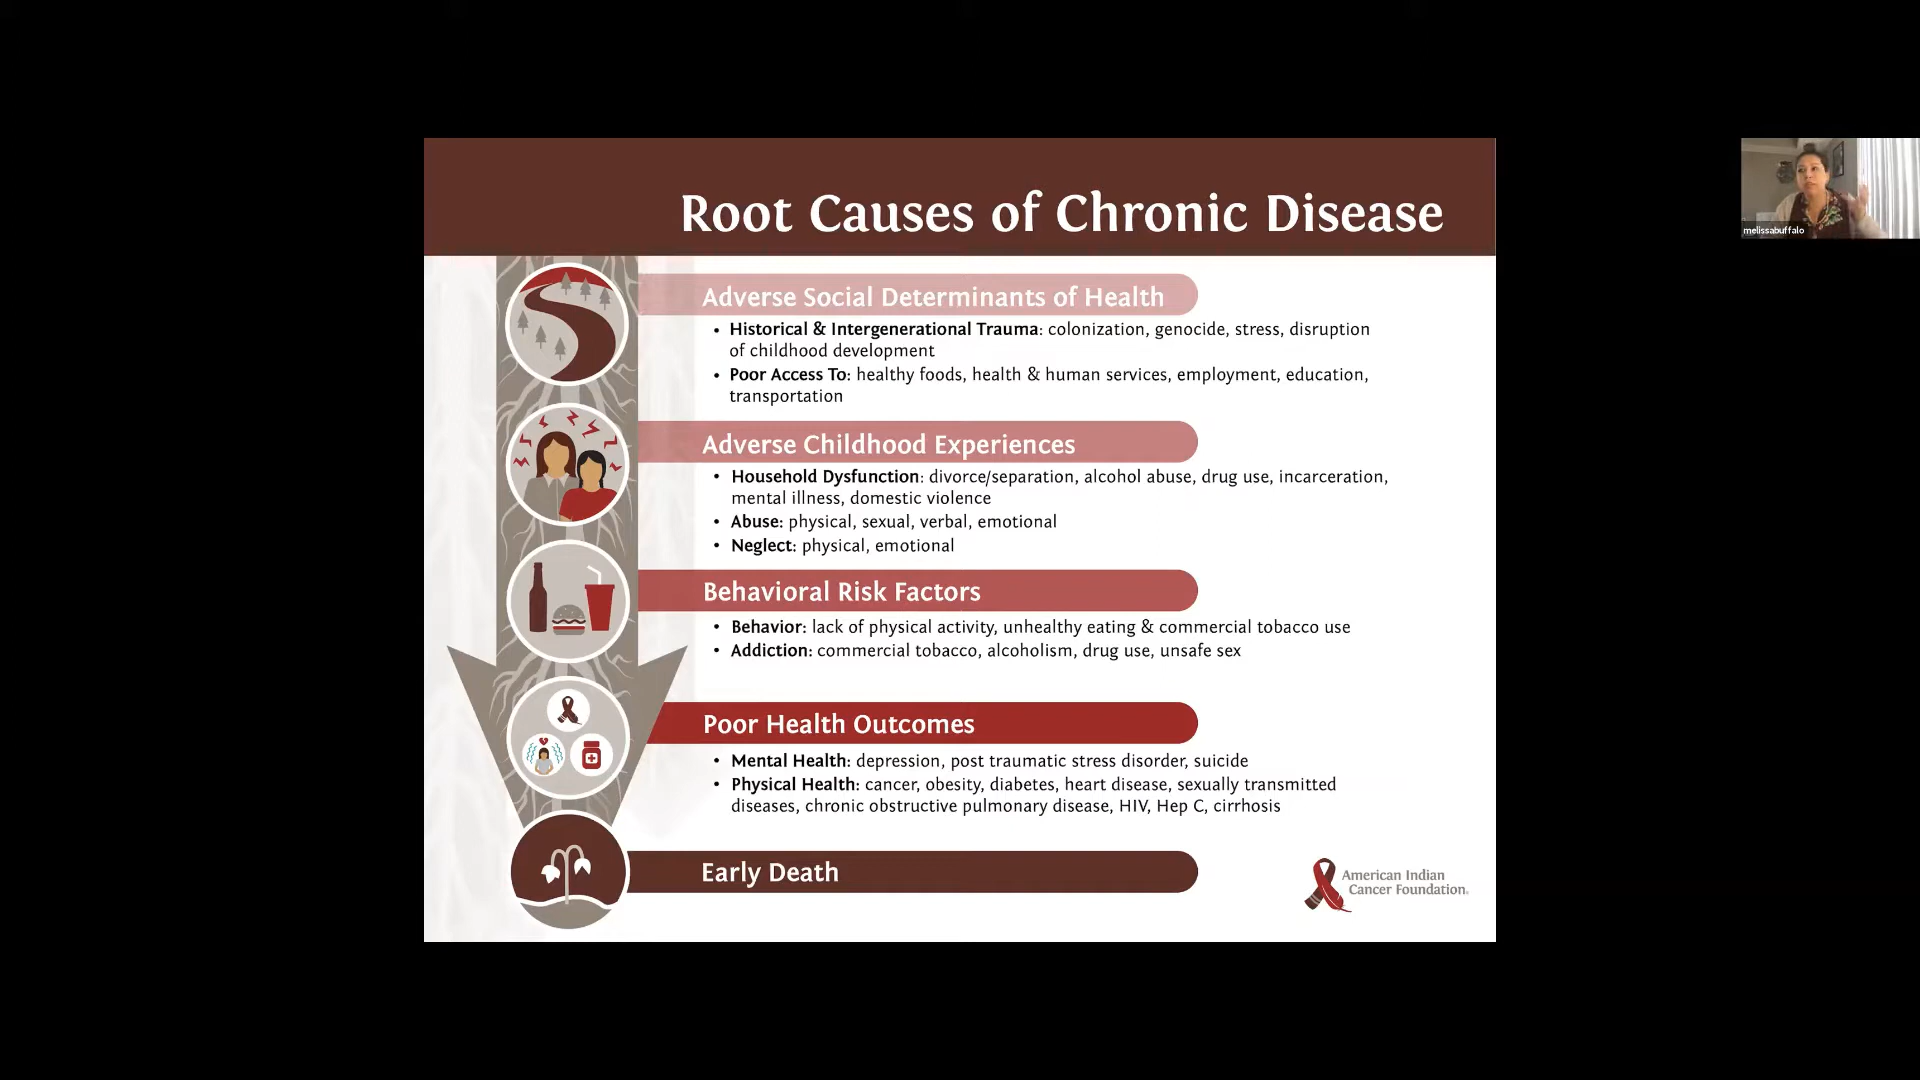 Root Causes of Chronic Disease
melissabuffalo
Adverse Social Determinants of Health
• Historical & Intergenerational Trauma: colonization, genocide, stress, disruption
of childhood development
• Poor Access To: healthy foods, health & human services, employment, education,
transportation
Adverse Childhood Experiences
• Household Dysfunction: divorce/separation, alcohol abuse, drug use, incarceration,
mental illness, domestic violence
• Abuse: physical, sexual, verbal, emotional
• Neglect: physical, emotional
Behavioral Risk Factors
• Behavior: lack of physical activity, unhealthy eating & commercial tobacco use
• Addiction: commercial tobacco, alcoholism, drug use, unsafe sex
Poor Health Outcomes
• Mental Health: depression, post traumatic stress disorder, suicide
• Physical Health: cancer, obesity, diabetes, heart disease, sexually transmitted
diseases, chronic obstructive pulmonary disease, HIV, Hep C, cirrhosis
Early Death
American Indian
Cancer Foundation.